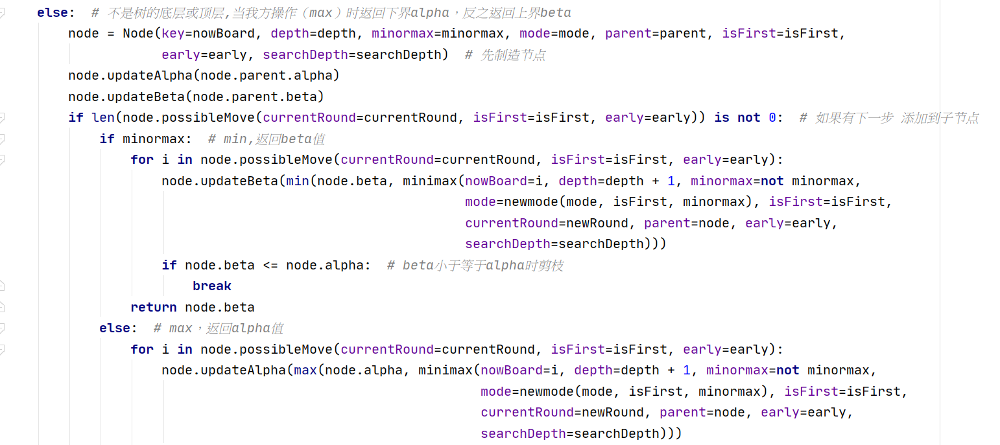 else:  # 不是树的底层或顶层,当我方操作（max）时返回下界alpha，反之返回上界beta
    node = Node(key=nowBoard, depth=depth, minormax=minormax, mode=mode, parent=parent, isFirst=isFirst,
                early=early, searchDepth=searchDepth)  # 先制造节点
    node.updateAlpha(node.parent.alpha)
    node.updateBeta(node.parent.beta)
    if len(node.possibleMove(currentRound=currentRound, isFirst=isFirst, early=early)) is not 0:  # 如果有下一步 添加到子节点
        if minormax:  # min,返回beta值
            for i in node.possibleMove(currentRound=currentRound, isFirst=isFirst, early=early):
                node.updateBeta(min(node.beta, minimax(nowBoard=i, depth=depth + 1, minormax=not minormax,
                                                       mode=newmode(mode, isFirst, minormax), isFirst=isFirst,
                                                       currentRound=newRound, parent=node, early=early,
                                                       searchDepth=searchDepth)))
                if node.beta <= node.alpha:  # beta小于等于alpha时剪枝
                    break
            return node.beta
        else:  # max，返回alpha值
            for i in node.possibleMove(currentRound=currentRound, isFirst=isFirst, early=early):
                node.updateAlpha(max(node.alpha, minimax(nowBoard=i, depth=depth + 1, minormax=not minormax,
                                                         mode=newmode(mode, isFirst, minormax), isFirst=isFirst,
                                                         currentRound=newRound, parent=node, early=early,
                                                         searchDepth=searchDepth)))